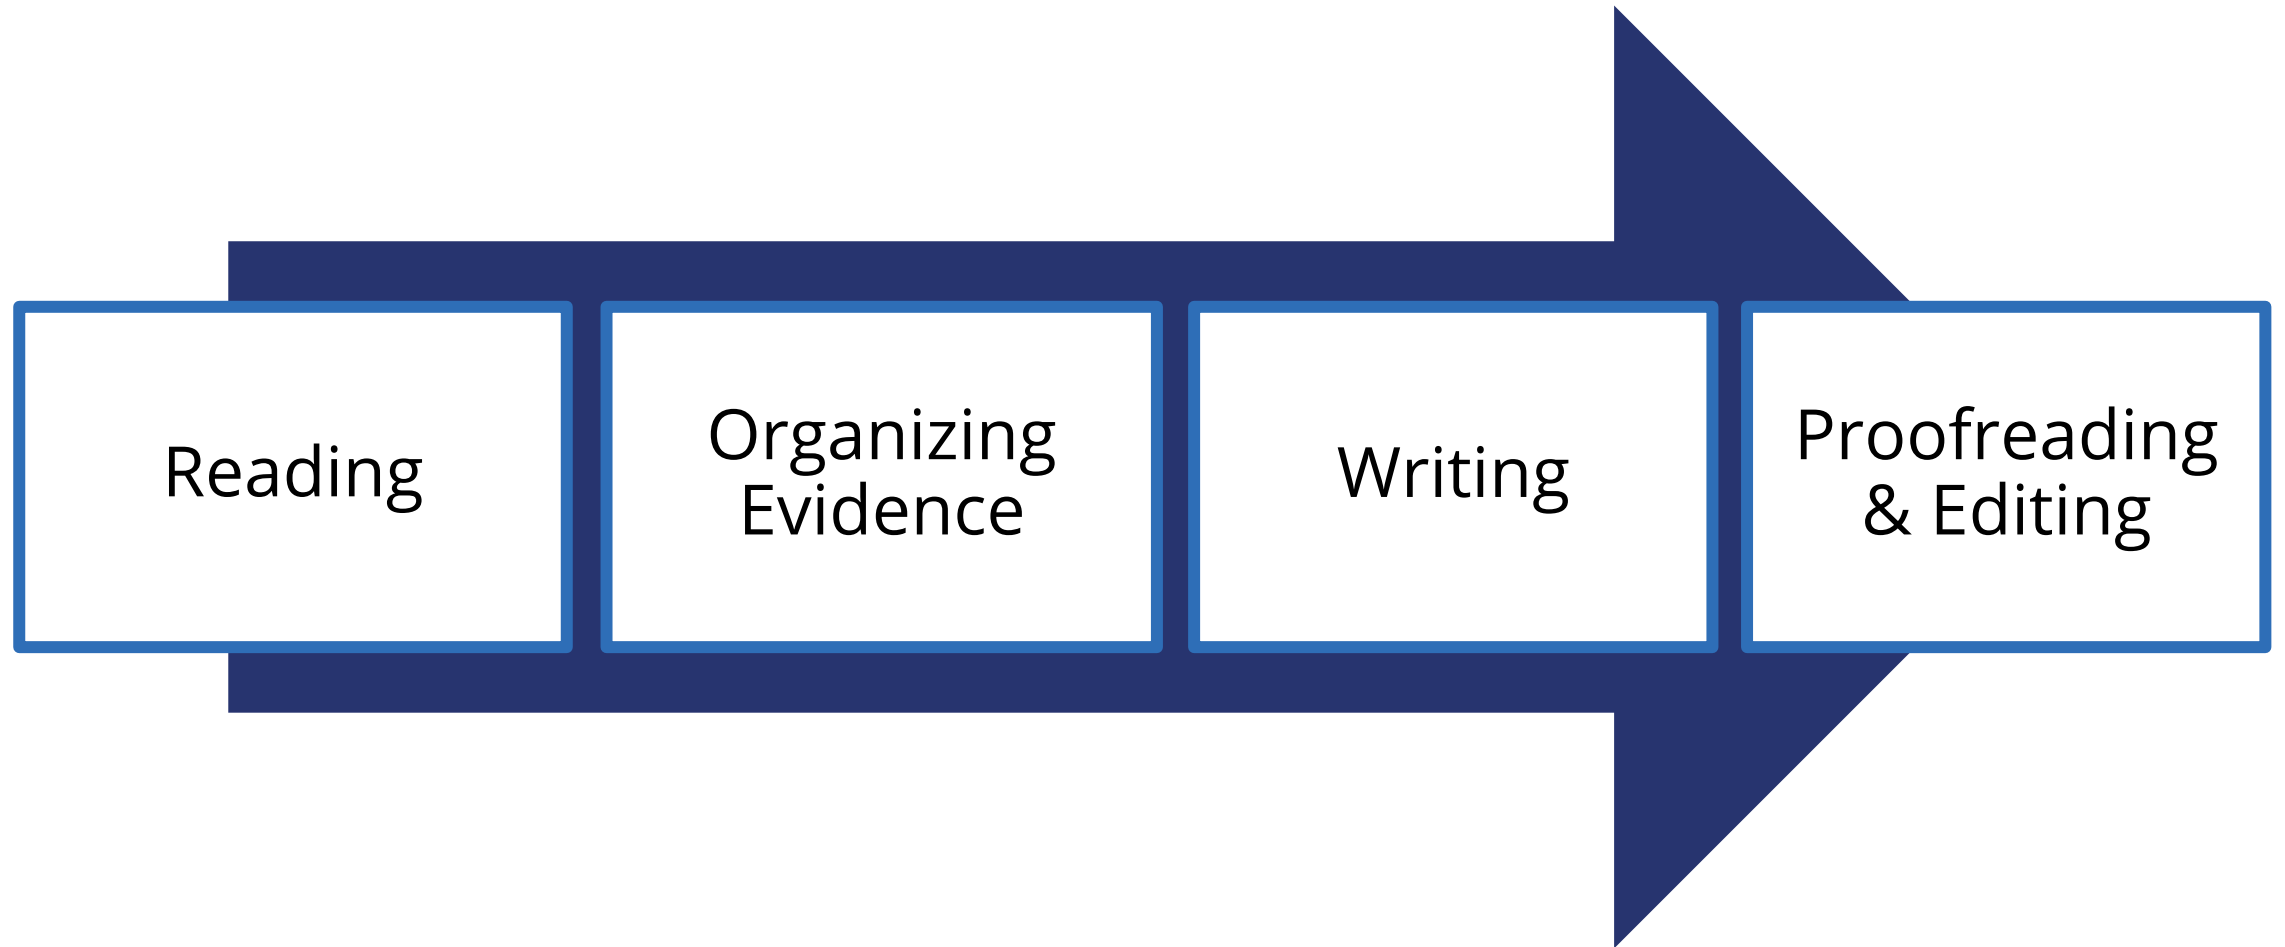 Reading
Organizing
Evidence
Writing
Proofreading
& Editing